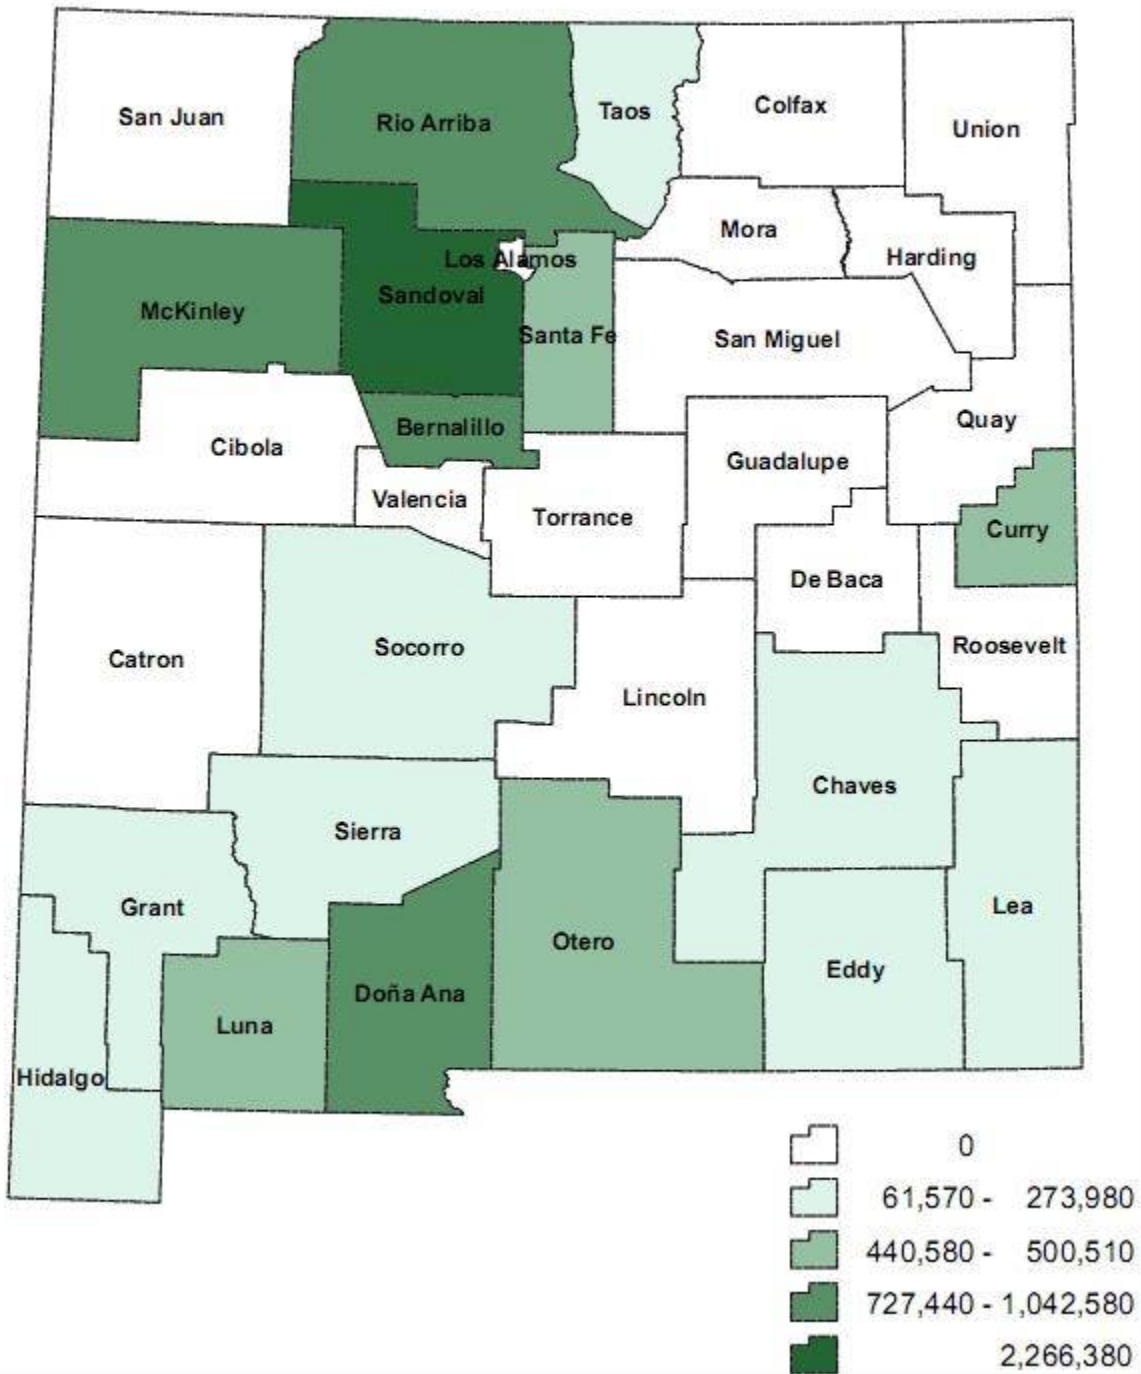 San Juan
Rio Arriba
Taos
Colfax
Union
Mora
Harding
Los Alamos
Sandoval
McKinley
Santa Fe
San Miguel
Quay
Bernalillo
Cibola
Guadalupe
Valencia
Torrance
Curry
De Baca
Socorro
Roosevelt
Catron
Lincoln
Chaves
Sierra
Grant
Lea
Otero
Eddy
Doña Ana
Luna
Hidalgo
0
61,570 - 273,980
440,580 - 500,510
727,440 - 1,042,580
2,266,380